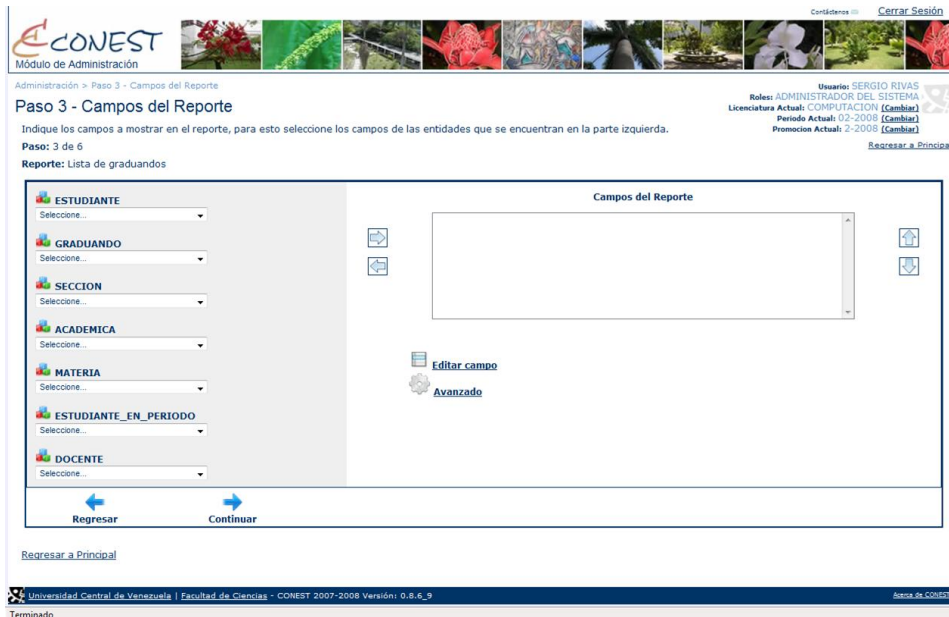 Contáctenos
Cerrar Sesión
CONEST
Módulo de Administración
Administración > Paso 3 - Campos del Reporte
Paso 3 - Campos del Reporte
Usuario: SERGIO RIVAS
Roles: ADMINISTRADOR DEL SISTEMA
Licenciatura Actual: COMPUTACION (Cambiar)
Periodo Actual: 02-2008 (Cambiar)
Promocion Actual: 2-2008 (Cambiar)
Indique los campos a mostrar en el reporte, para esto seleccione los campos de las entidades que se encuentran en la parte izquierda.
Paso: 3 de 6
Regresar a Principa
Reporte: Lista de graduandos
ESTUDIANTE
Seleccione...
GRADUANDO
Seleccione...
SECCION
Seleccione...
ACADEMICA
Seleccione...
MATERIA
Seleccione...
ESTUDIANTE_EN_PERIODO
Seleccione...
DOCENTE
Seleccione...
Campos del Reporte
Editar campo
Avanzado
Regresar
Continuar
Regresar a Principal
Universidad Central de Venezuela | Facultad de Ciencias - CONEST 2007-2008 Versión: 0.8.6_9
Acerca de CONEST
Terminado